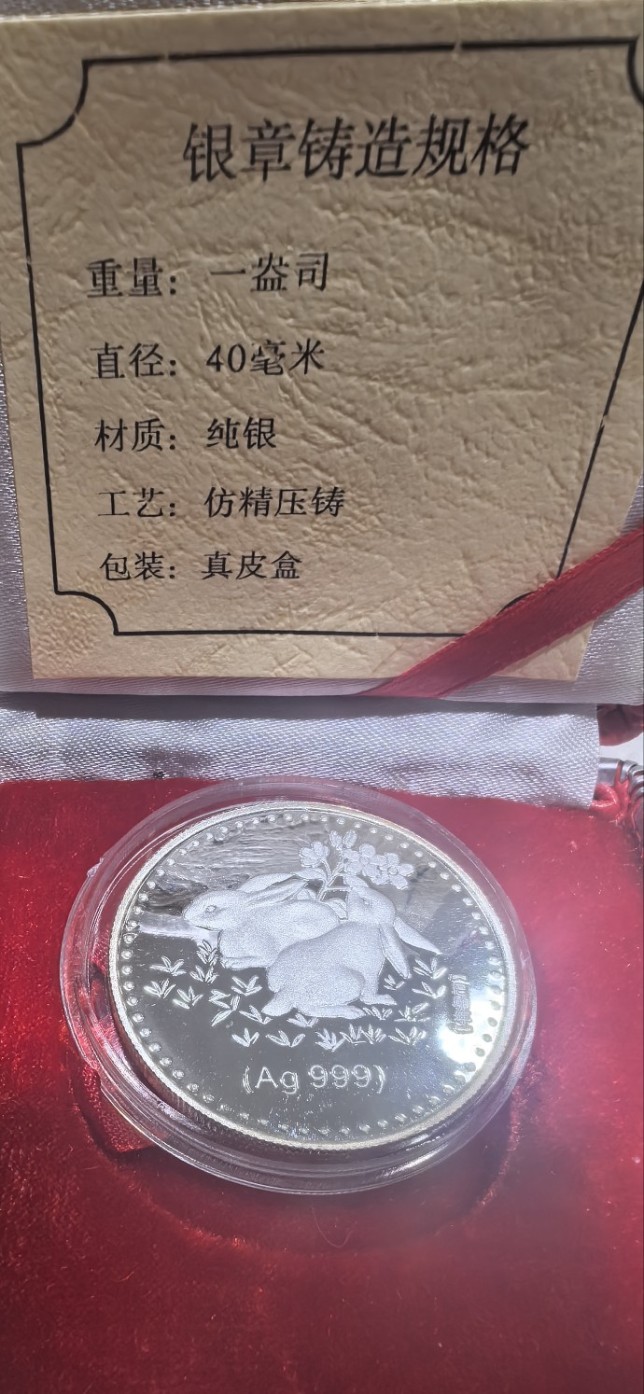 银章铸造规格
重量：一盎司
直径：40毫米
材质：纯银
工艺：仿精压铸
包装：真皮盒
(Ag 999)